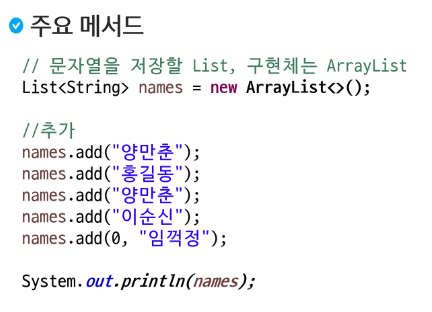 주요 메서드
// 문자열을 저장할 List, 구현체는 ArrayList
List<String> names = new ArrayList<>();
//추가
names.add("양만춘");
names.add("홍길동");
names.add("양만춘");
names.add("이순신");
names.add(0, "임꺽정");
System.out.println(names);